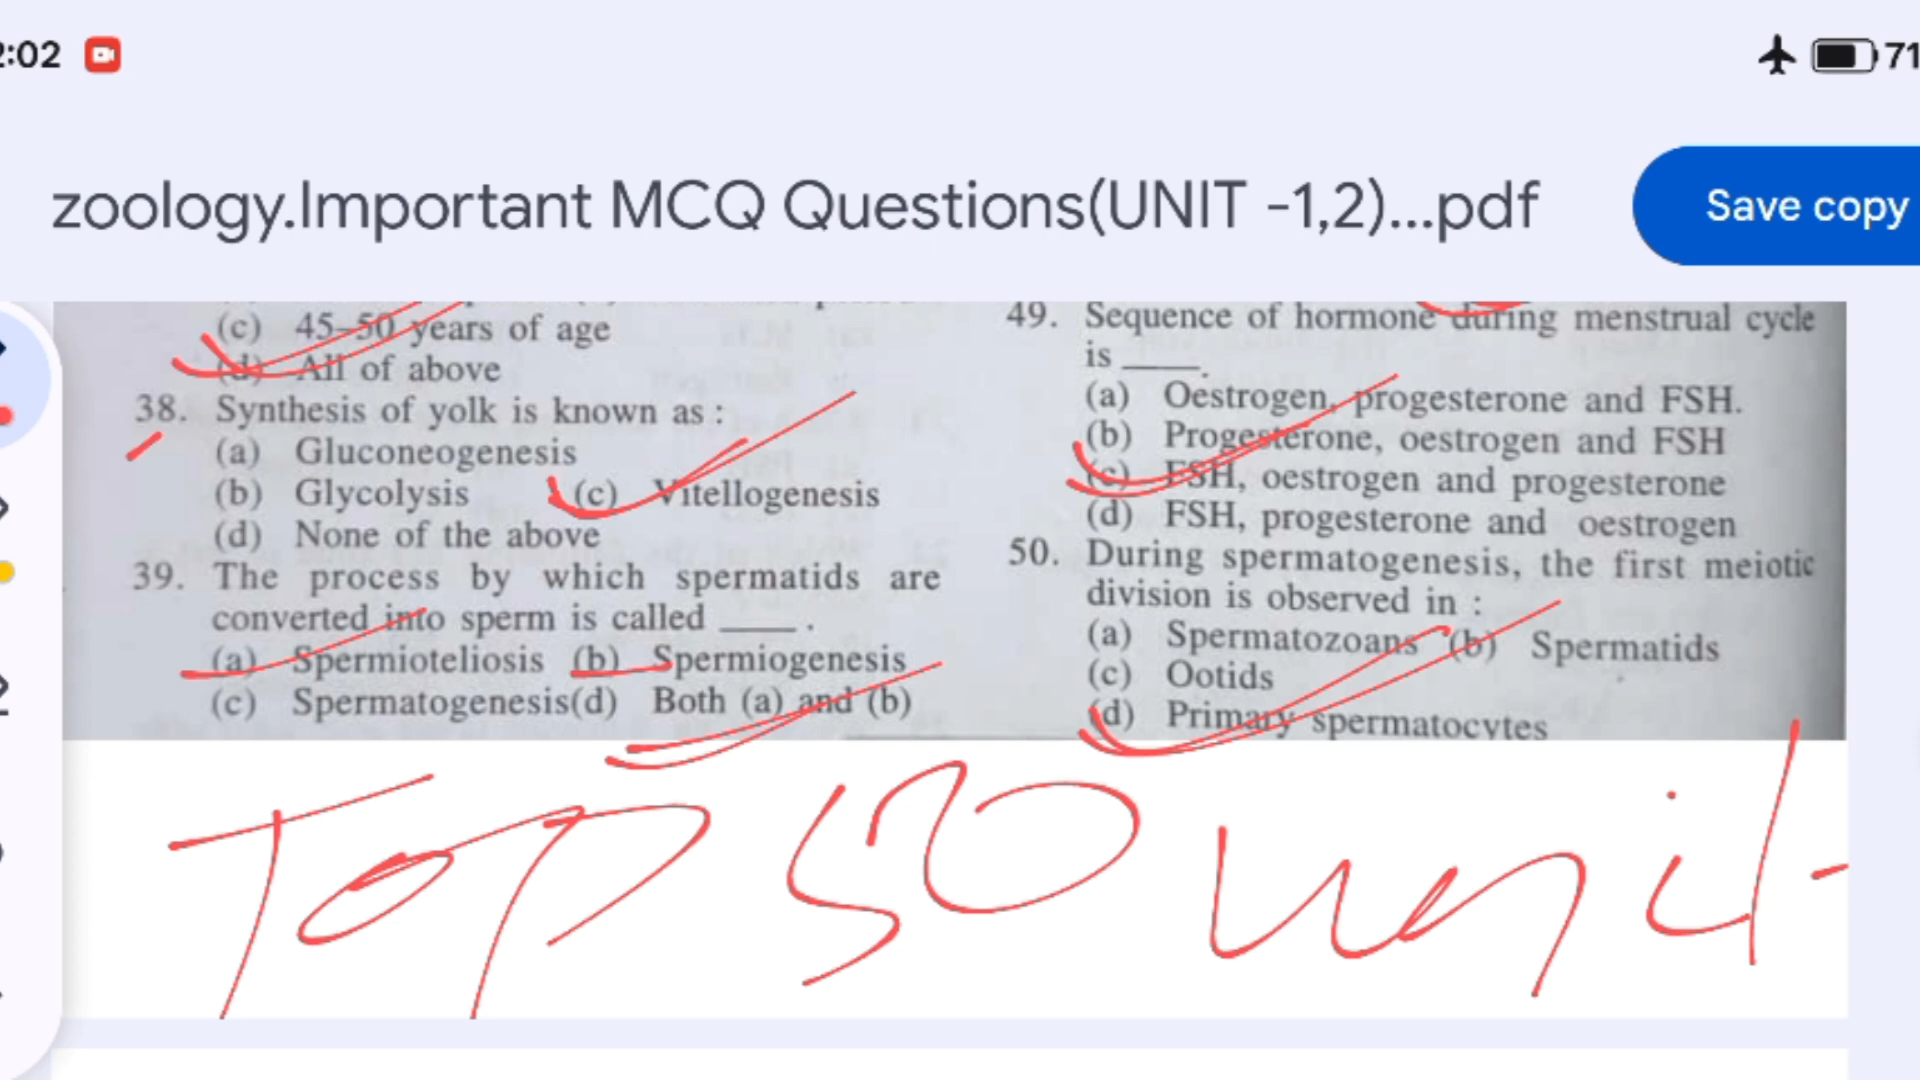 2:02
71
zoology.Important MCQ Questions(UNIT -1,2)...pdf
Save copy
(c) 45–50 years of age
(d) All of above
38. Synthesis of yolk is known as :
(a) Gluconeogenesis
(b) Glycolysis (c) Vitellogenesis
(d) None of the above
39. The process by which spermatids are
converted into sperm is called ____ .
(a) Spermioteliosis (b) Spermiogenesis
(c) Spermatogenesis(d) Both (a) and (b)
49. Sequence of hormone during menstrual cycle
is ____.
(a) Oestrogen, progesterone and FSH.
(b) Progesterone, oestrogen and FSH
(c) FSH, oestrogen and progesterone
(d) FSH, progesterone and oestrogen
50. During spermatogenesis, the first meiotic
division is observed in :
(a) Spermatozoans (b) Spermatids
(c) Ootids
(d) Primary spermatocytes
Top 50 unit-